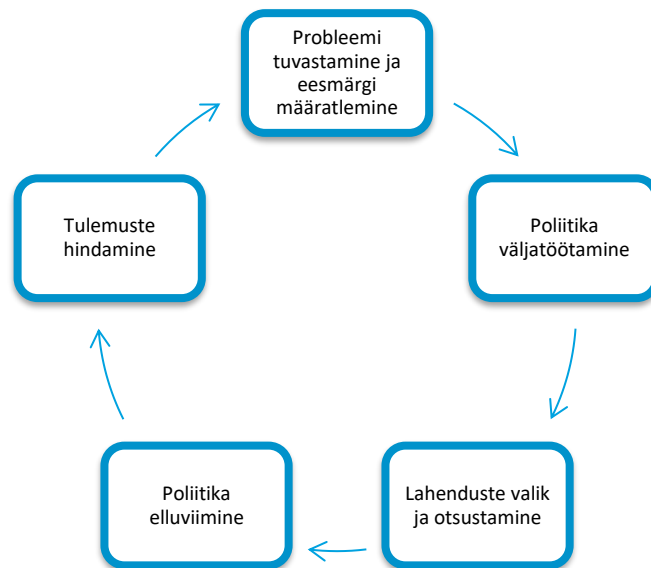 Probleemi
tuvastamine ja
eesmärgi
määratlemine
Poliitika
väljatöötamine
Lahenduste valik
ja otsustamine
Poliitika
elluviimine
Tulemuste
hindamine